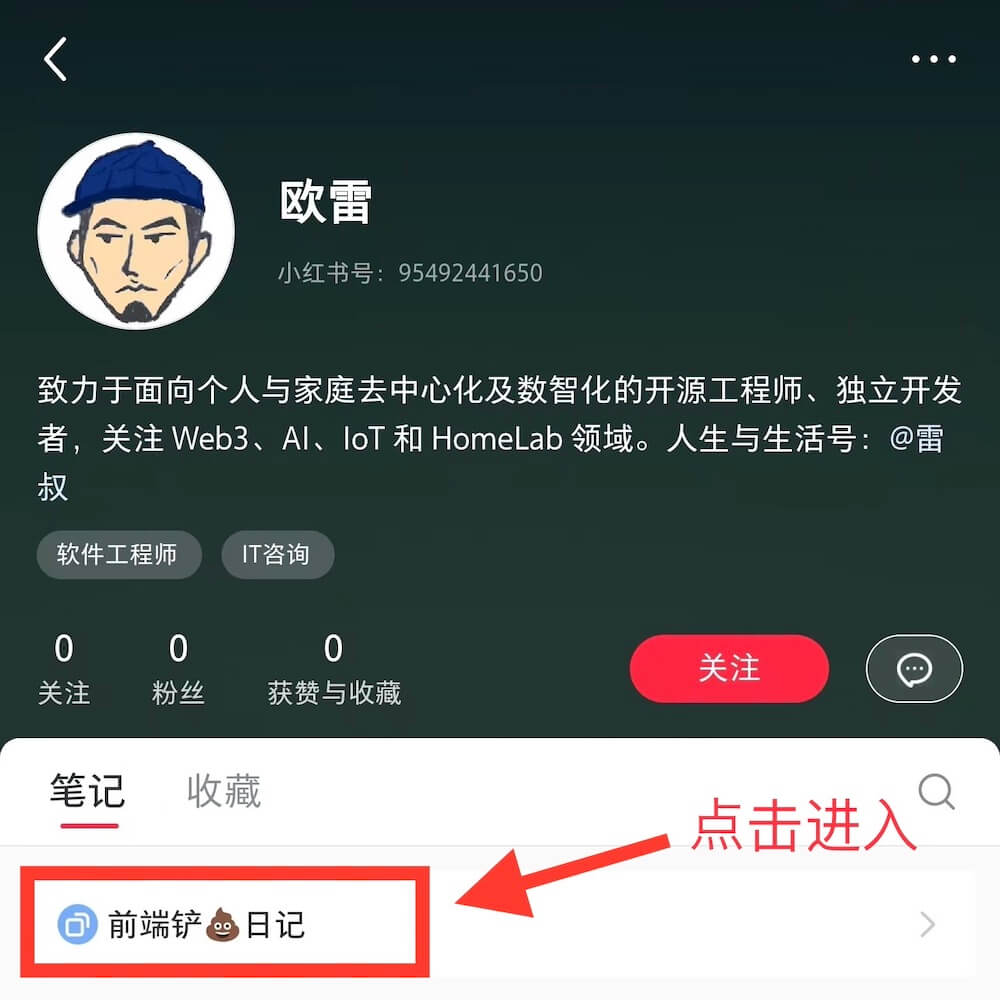 欧雷
小红书号：95492441650
致力于面向个人与家庭去中心化及数智化的开源工程师、独立开发
者，关注 Web3、AI、IoT 和 HomeLab 领域。人生与生活号：@雷
叔
软件工程师 IT咨询
0 0 0
关注 粉丝 获赞与收藏 关注
笔记 收藏
点击进入
前端铲💩日记